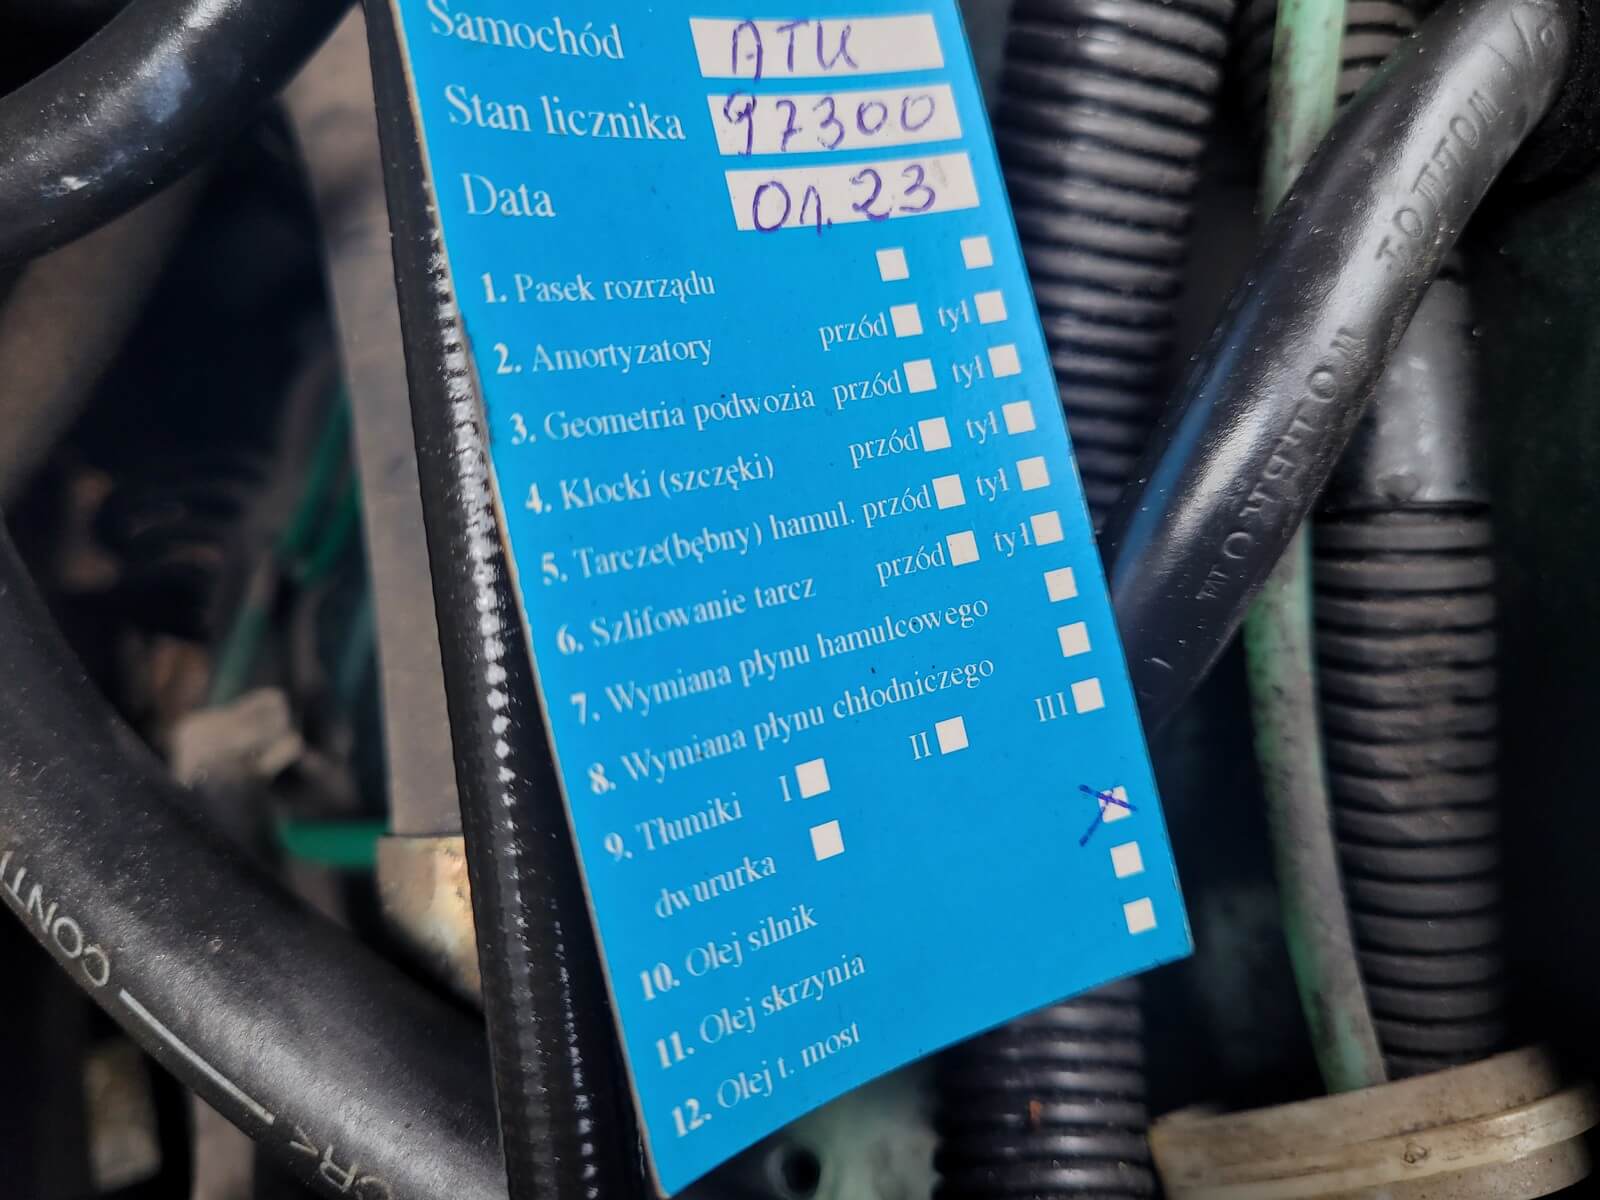 Samochód ATU
Stan licznika 97300
Data 01.23
1. Pasek rozrządu
2. Amortyzatory przód tył
3. Geometria podwozia przód tył
4. Klocki (szczęki) przód tył
5. Tarcze(bębny) hamul. przód tył
6. Szlifowanie tarcz przód tył
7. Wymiana płynu hamulcowego
8. Wymiana płynu chłodniczego
9. Tłumiki I II III
dwururka
10. Olej silnik
11. Olej skrzynia
12. Olej t. most